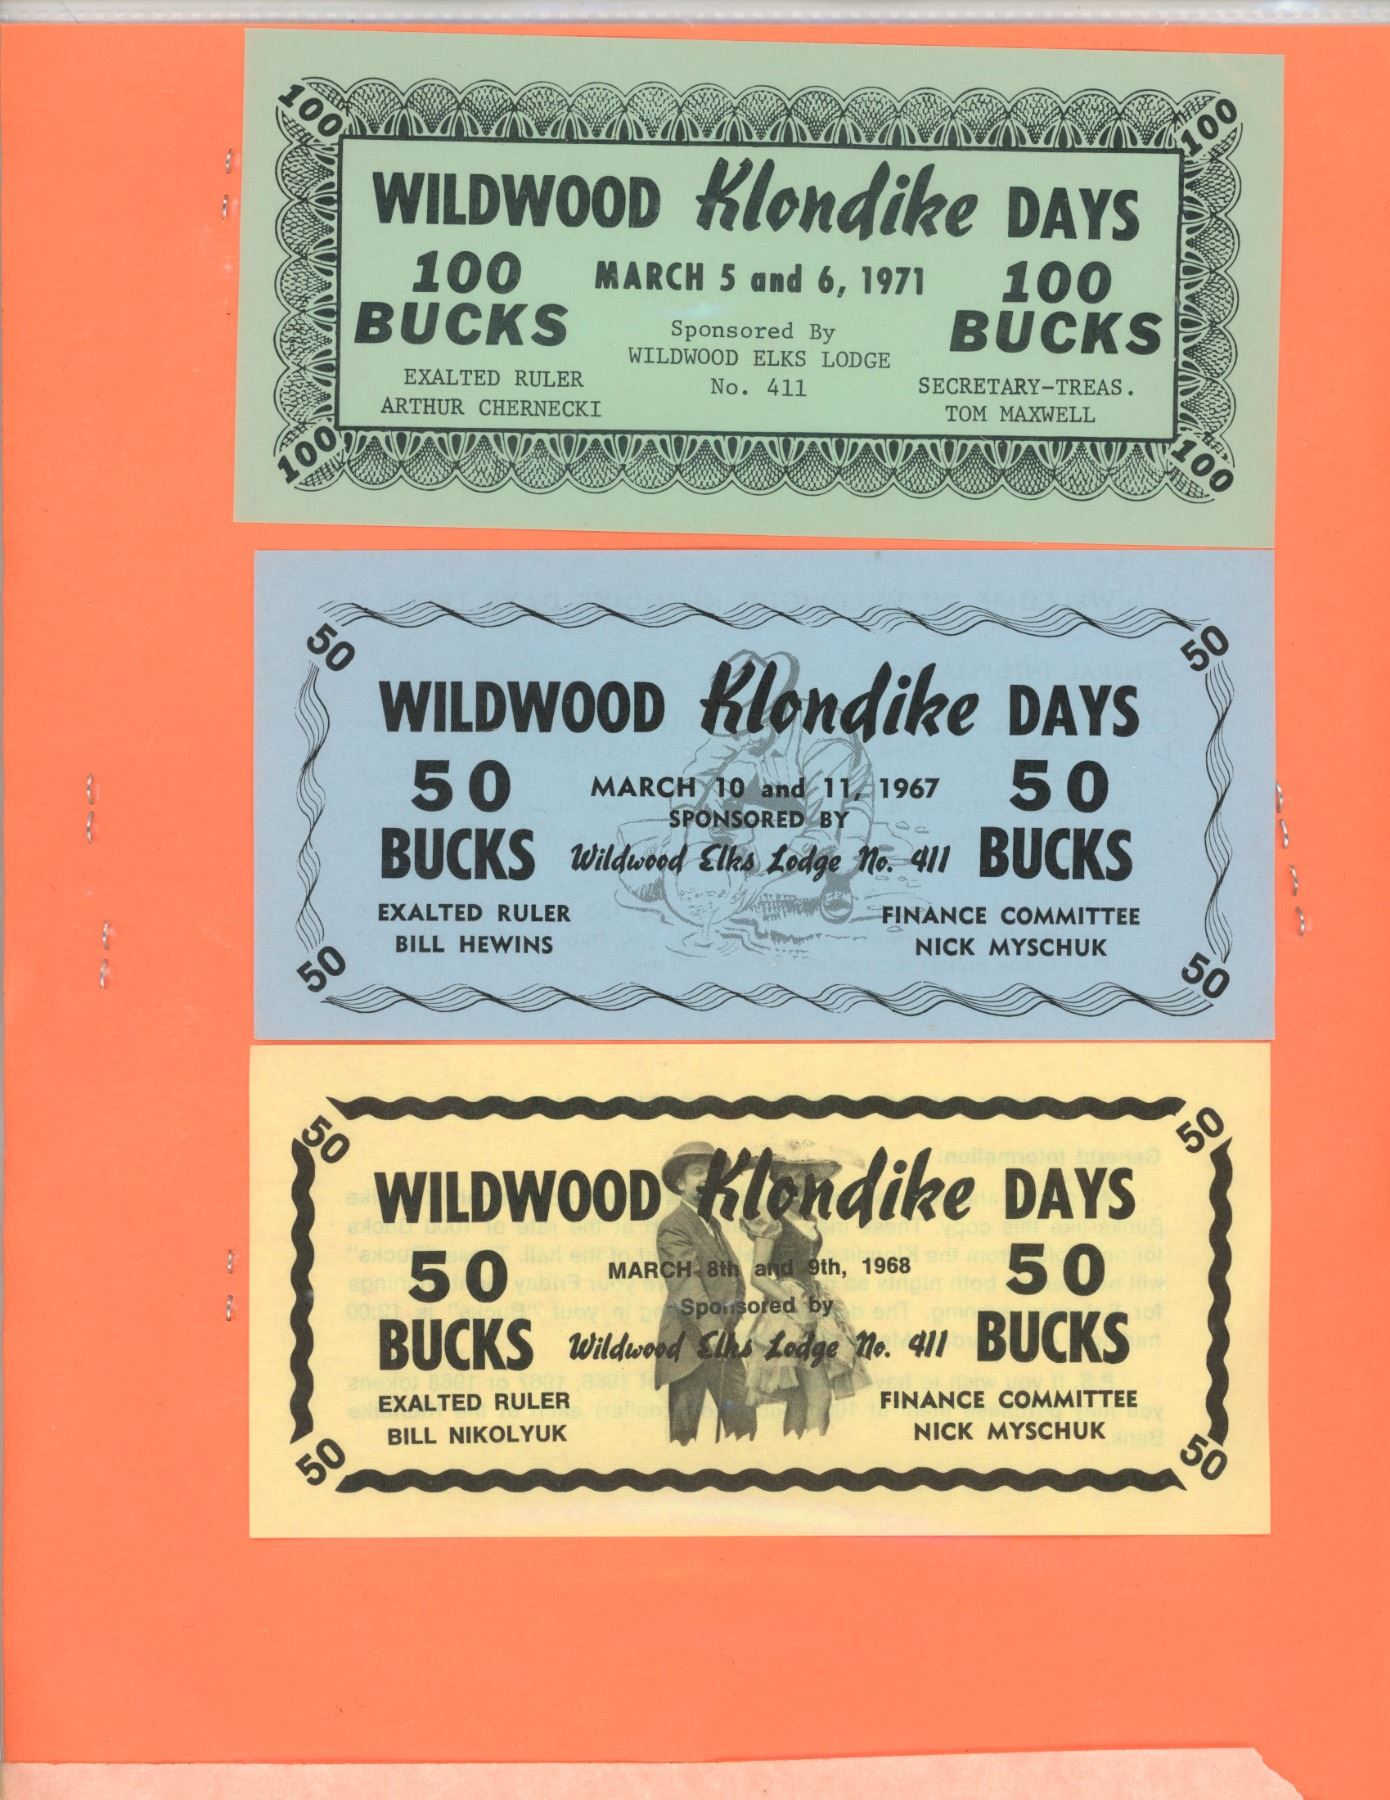 100 100
WILDWOOD Klondike DAYS
100 MARCH 5 and 6, 1971 100
BUCKS BUCKS
Sponsored By
WILDWOOD ELKS LODGE
No. 411
EXALTED RULER
ARTHUR CHERNECKI
SECRETARY-TREAS.
TOM MAXWELL
100 100
50 50
WILDWOOD Klondike DAYS
50 MARCH 10 and 11, 1967 50
SPONSORED BY
BUCKS Wildwood Elks Lodge No. 411 BUCKS
EXALTED RULER
BILL HEWINS
FINANCE COMMITTEE
NICK MYSCHUK
50 50
50 50
WILDWOOD Klondike DAYS
50 MARCH 8th and 9th, 1968 50
Sponsored by
BUCKS Wildwood Elks Lodge No. 411 BUCKS
EXALTED RULER
BILL NIKOLYUK
FINANCE COMMITTEE
NICK MYSCHUK
50 50